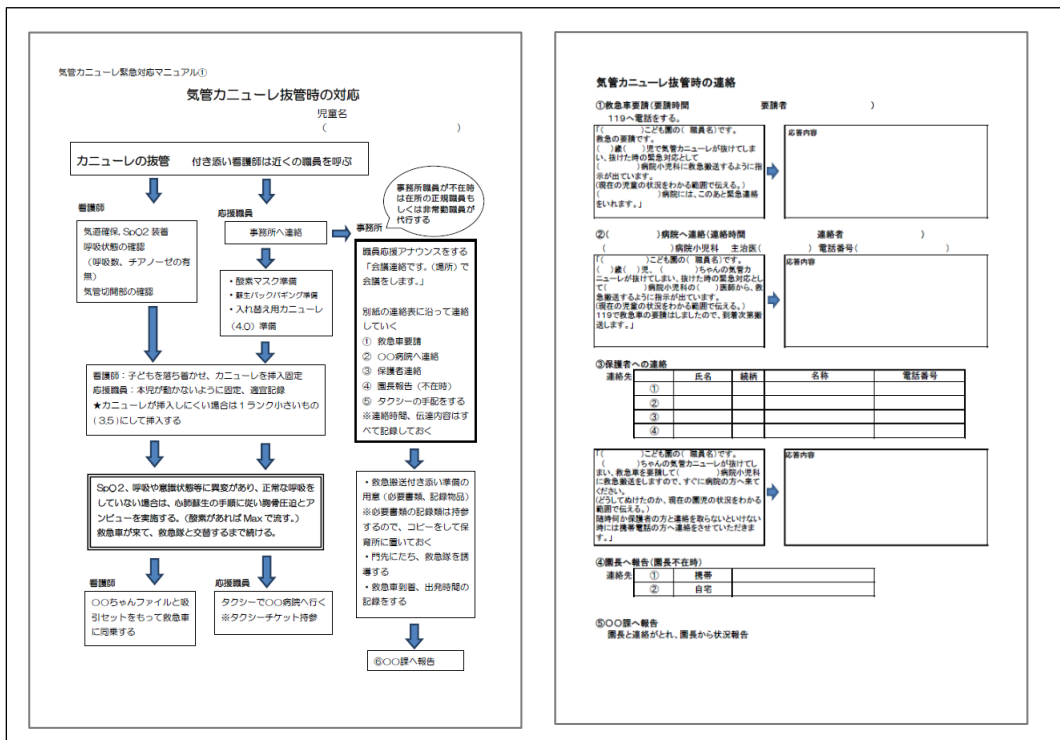 気管カニューレ緊急対応マニュアル①
気管カニューレ抜管時の対応
児童名
（　　　　　　　　　　）
カニューレの抜管　付き添い看護師は近くの職員を呼ぶ
事務所職員が不在時
は在所の正規職員も
しくは非常勤職員が
代行する
看護師
気道確保、SpO2 装着
呼吸状態の確認
（呼吸数、チアノーゼの有
無）
気管切開部の確認
応援職員
事務所へ連絡
・酸素マスク準備
・蘇生バックバギング準備
・入れ替え用カニューレ
（4.0）準備
事務所
職員応援アナウンスをする
「会議連絡です。（場所）で
会議をします。」
別紙の連絡表に沿って連絡
していく
① 救急車要請
② 〇〇病院へ連絡
③ 保護者連絡
④ 園長報告（不在時）
⑤ タクシーの手配をする
※連絡時間、伝達内容はす
べて記録しておく
看護師：子どもを落ち着かせ、カニューレを挿入固定
応援職員：本児が動かないように固定、適宜記録
★カニューレが挿入しにくい場合は１ランク小さいもの
（3.5）にして挿入する
SpO2、呼吸や意識状態等に異変があり、正常な呼吸を
していない場合は、心肺蘇生の手順に従い胸骨圧迫とア
ンビューを実施する。（酸素があれば Max で流す。）
救急車が来て、救急隊と交替するまで続ける。
・救急搬送付き添い準備の
用意（必要書類、記録物品）
※必要書類の記録類は持参
するので、コピーをして保
育所に置いておく
・門先にたち、救急隊を誘
導する
・救急車到着、出発時間の
記録をする
看護師
〇〇ちゃんファイルと吸
引セットをもって救急車
に同乗する
応援職員
タクシーで〇〇病院へ行く
※タクシーチケット持参
⑥〇〇課へ報告
気管カニューレ抜管時の連絡
①救急車要請（要請時間　　　　　　要請者　　　　　　）
119へ電話をする。
「（　　　　）こども園の（ 職員名）です。
救急の要請です。
（　）歳（　）児で気管カニューレが抜けてしま
い、抜けた時の緊急対応として
（　　　　）病院小児科に救急搬送するように指
示が出ています。
（現在の児童の状況をわかる範囲で伝える。）
（　　　　　）病院には、このあと緊急連絡
をいれます。」
応答内容
②（　　　　　）病院へ連絡（連絡時間　　　　　　連絡者　　　　　　）
（　　　　　）病院小児科　主治医（　　　　）電話番号（　　　　　　）
「（　　　　）こども園の（ 職員名）です。
（　）歳（　）児、（　　　　）ちゃんの気管カ
ニューレが抜けてしまい、抜けた時の緊急対応とし
て（　　　　）病院小児科の（　　）医師から、救
急搬送するように指示が出ています。
（現在の児童の状況をわかる範囲で伝える。）
119で救急車の要請はしましたので、到着次第搬
送します。」
応答内容
③保護者への連絡
連絡先　氏名　続柄　名称　電話番号
①
②
③
④
「（　　　　）こども園の（ 職員名）です。
（　　　　）ちゃんの気管カニューレが抜けてし
まい、救急車を要請して（　　　　）病院小児科
に救急搬送をしますので、すぐに病院の方へ来て
ください。
（どうしてぬけたのか、現在の園児の状況をわかる
範囲で伝える）
随時何か保護者の方と連絡を取らないといけない
時には携帯電話の方へ連絡をさせていただきま
す。」
応答内容
④園長へ報告（園長不在時）
連絡先　①　携帯
②　自宅
⑤〇〇課へ報告
園長と連絡がとれ、園長から状況報告